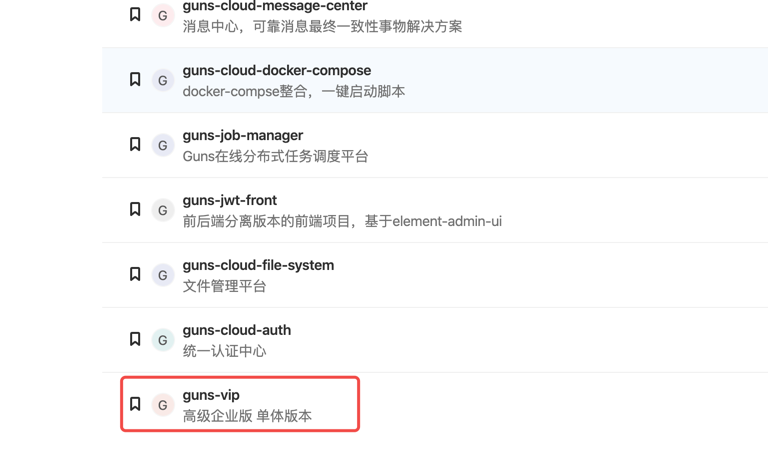 guns-cloud-message-center
G
消息中心，可靠消息最终一致性事物解决方案
guns-cloud-docker-compose
G
docker-compse整合，一键启动脚本
guns-job-manager
G
Guns在线分布式任务调度平台
guns-jwt-front
G
前后端分离版本的前端项目，基于element-admin-ui
guns-cloud-file-system
G
文件管理平台
guns-cloud-auth
G
统一认证中心
guns-vip
G
高级企业版 单体版本